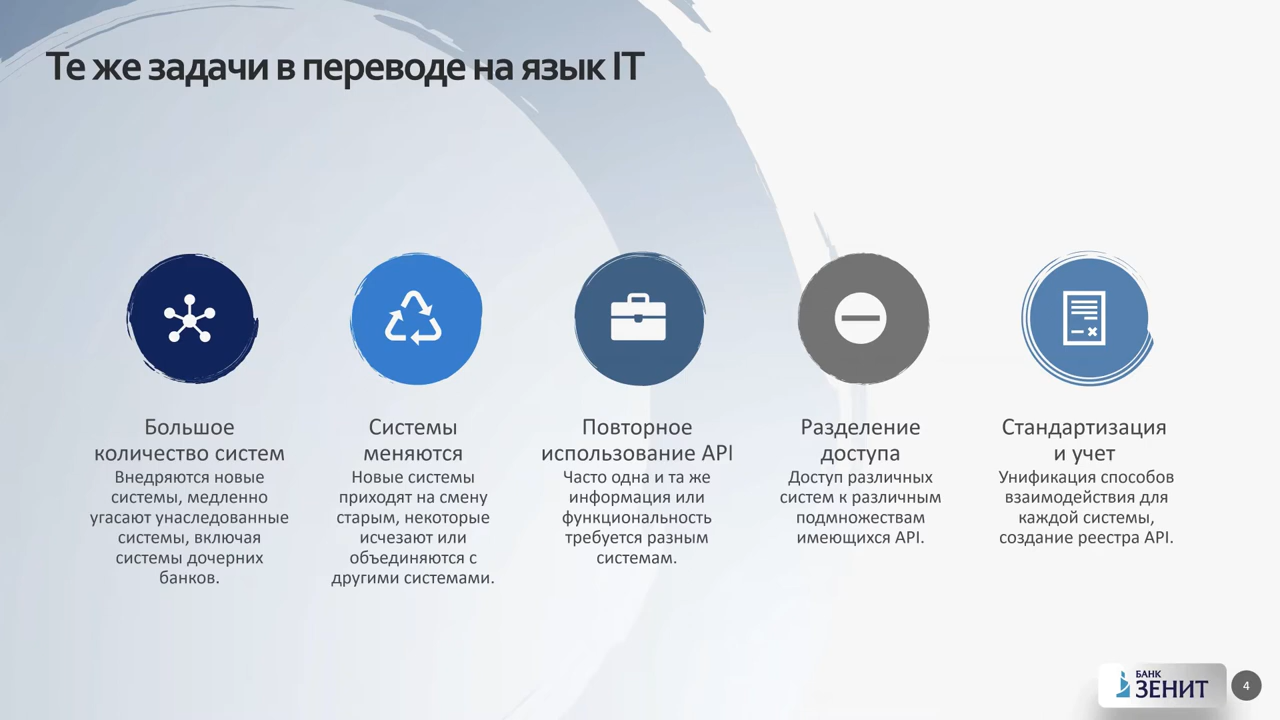 Те же задачи в переводе на язык IT
Большое
количество систем
Внедряются новые
системы, медленно
угасают унаследованные
системы, включая
системы дочерних
банков.
Системы
меняются
Новые системы
приходят на смену
старым, некоторые
исчезают или
объединяются с
другими системами.
Повторное
использование API
Часто одна и та же
информация или
функциональность
требуется разным
системам.
Разделение
доступа
Доступ различных
систем к различным
подмножествам
имеющихся API.
Стандартизация
и учет
Унификация способов
взаимодействия для
каждой системы,
создание реестра API.
БАНК
ЗЕНИТ
4